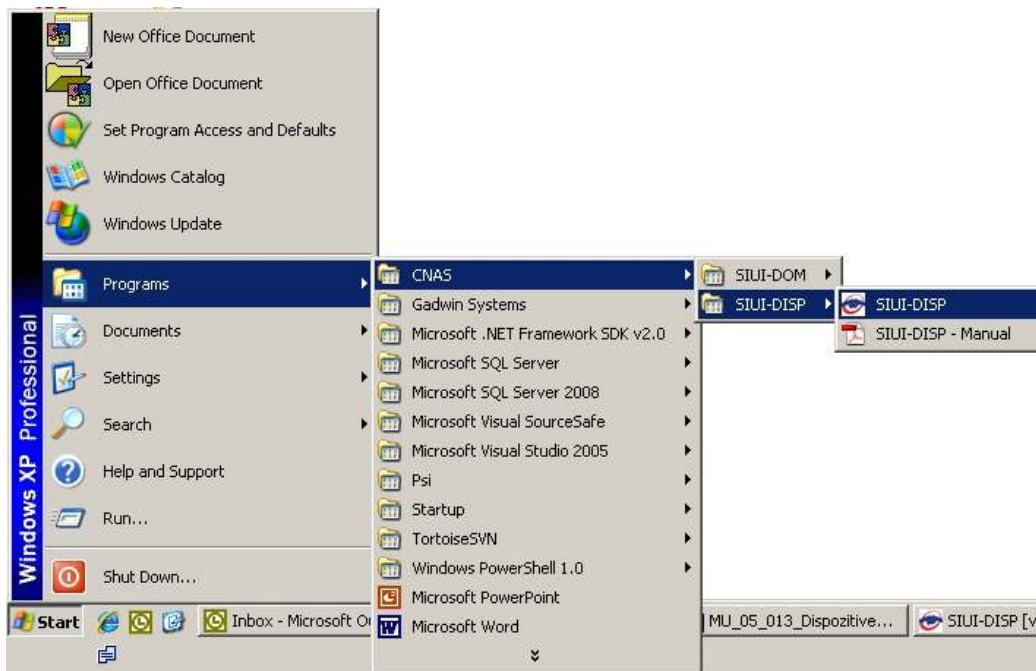 New Office Document
Open Office Document
Set Program Access and Defaults
Windows Catalog
Windows Update
Programs
Documents
Settings
Search
Help and Support
Run...
Shut Down...
Windows XP Professional
CNAS
Gadwin Systems
Microsoft .NET Framework SDK v2.0
Microsoft SQL Server
Microsoft SQL Server 2008
Microsoft Visual SourceSafe
Microsoft Visual Studio 2005
Psi
Startup
TortoiseSVN
Windows PowerShell 1.0
Microsoft PowerPoint
Microsoft Word
SIUI-DOM
SIUI-DISP
SIUI-DISP
SIUI-DISP - Manual
Start
Inbox - Microsoft O
MU_05_013_Dispozitive...
SIUI-DISP [v